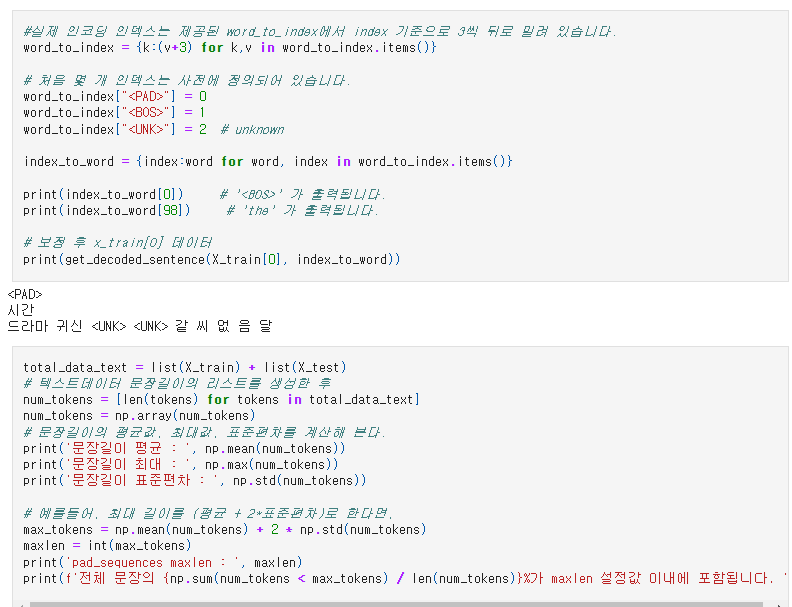 #실제 인코딩 인덱스는 제공된 word_to_index에서 index 기준으로 3씩 뒤로 밀려 있습니다.
word_to_index = {k:(v+3) for k,v in word_to_index.items()}
# 처음 몇 개 인덱스는 사전에 정의되어 있습니다.
word_to_index["<PAD>"] = 0
word_to_index["<BOS>"] = 1
word_to_index["<UNK>"] = 2  # unknown
index_to_word = {index:word for word, index in word_to_index.items()}
print(index_to_word[0])     # '<BOS>' 가 출력됩니다.
print(index_to_word[98])     # 'the' 가 출력됩니다.
# 보정 후 x_train[0] 데이터
print(get_decoded_sentence(X_train[0], index_to_word))
<PAD>
시간
드라마 귀신 <UNK> <UNK> 같 씨 없 음 달
total_data_text = list(X_train) + list(X_test)
# 텍스트데이터 문장길이의 리스트를 생성한 후
num_tokens = [len(tokens) for tokens in total_data_text]
num_tokens = np.array(num_tokens)
# 문장길이의 평균값, 최대값, 표준편차를 계산해 본다.
print('문장길이 평균 : ', np.mean(num_tokens))
print('문장길이 최대 : ', np.max(num_tokens))
print('문장길이 표준편차 : ', np.std(num_tokens))
# 예를들어, 최대 길이를 (평균 + 2*표준편차)로 한다면,
max_tokens = np.mean(num_tokens) + 2 * np.std(num_tokens)
maxlen = int(max_tokens)
print('pad_sequences maxlen : ', maxlen)
print(f'전체 문장의 {np.sum(num_tokens < max_tokens) / len(num_tokens)}%가 maxlen 설정값 이내에 포함됩니다. '